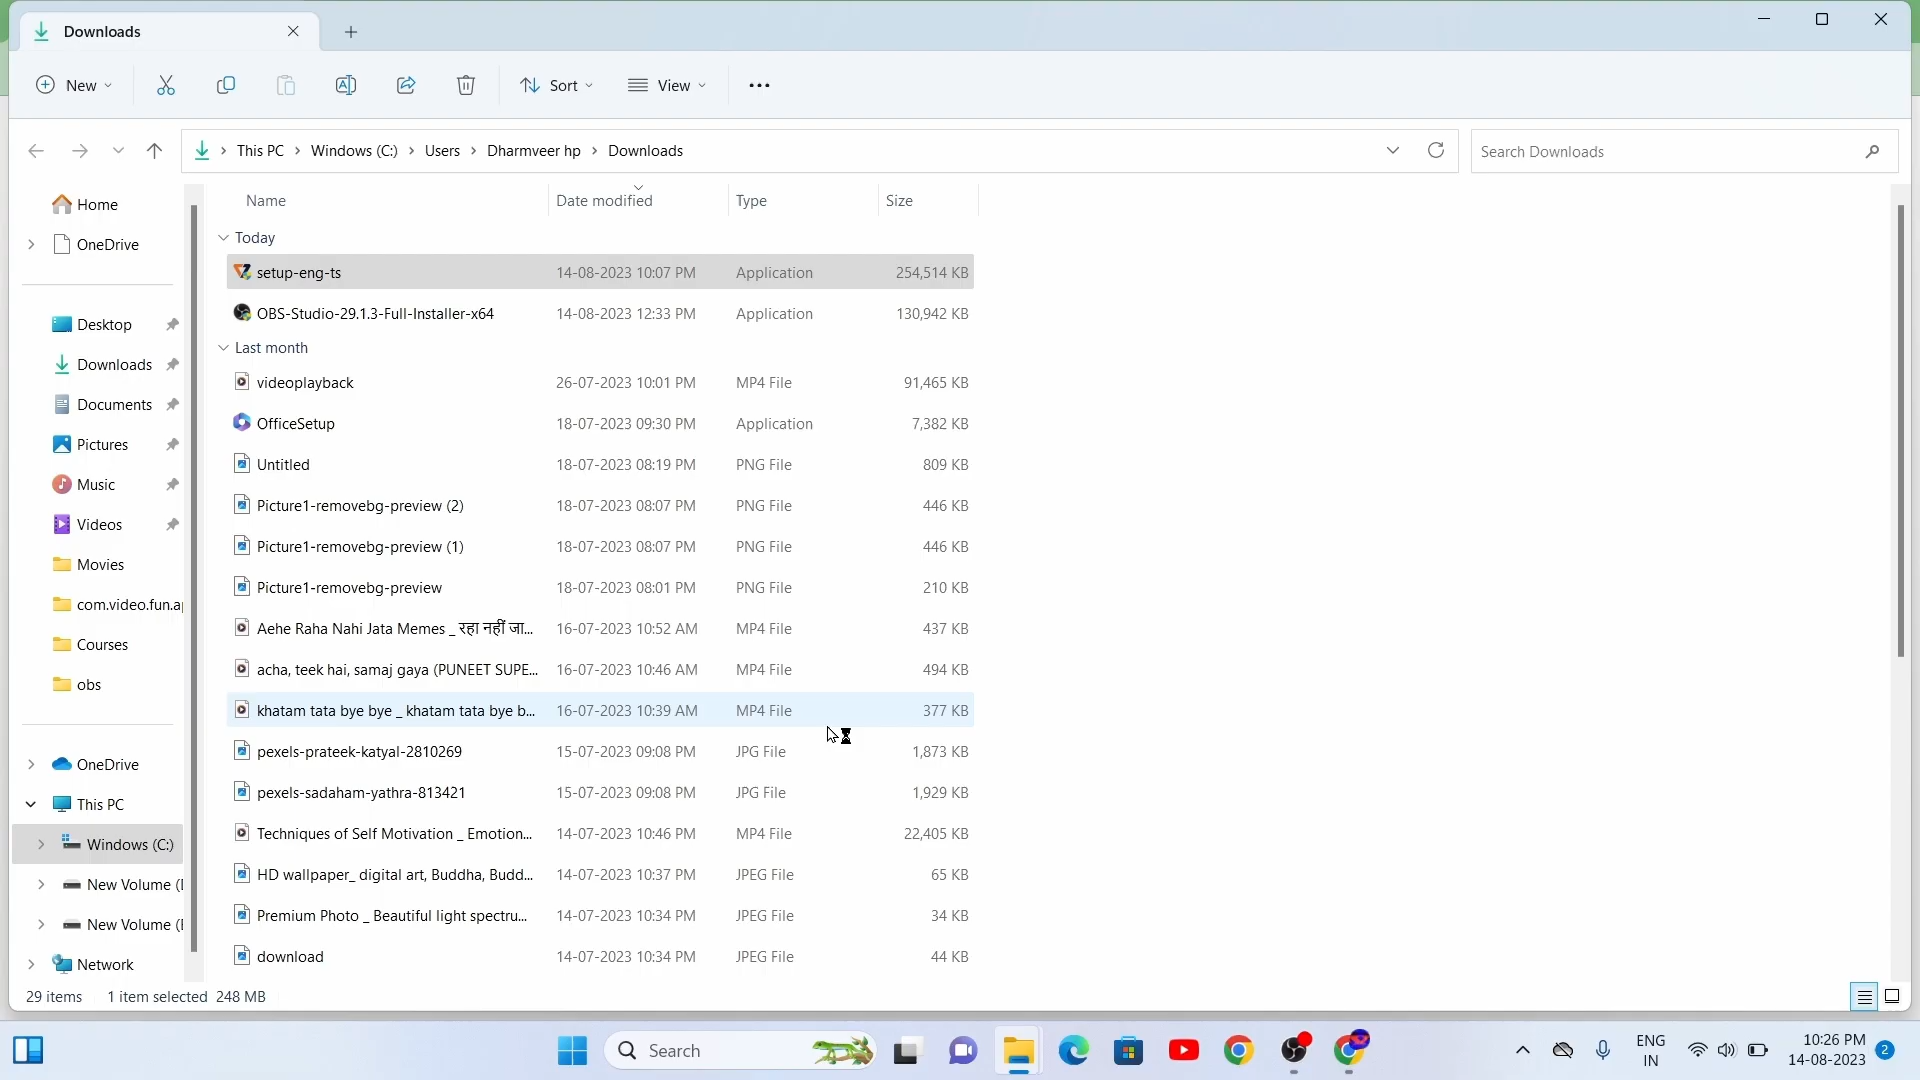 Downloads
New
Sort
View
This PC
Windows (C:)
Users
Dharmveer hp
Downloads
Search Downloads
Home
OneDrive
Desktop
Downloads
Documents
Pictures
Music
Videos
Movies
com.video.fun.a
Courses
obs
OneDrive
This PC
Windows (C:)
New Volume (
New Volume (
Network
Name Date modified Type Size
Today
setup-eng-ts 14-08-2023 10:07 PM Application 254,514 KB
OBS-Studio-29.1.3-Full-Installer-x64 14-08-2023 12:33 PM Application 130,942 KB
Last month
videoplayback 26-07-2023 10:01 PM MP4 File 91,465 KB
OfficeSetup 18-07-2023 09:30 PM Application 7,382 KB
Untitled 18-07-2023 08:19 PM PNG File 809 KB
Picture1-removebg-preview (2) 18-07-2023 08:07 PM PNG File 446 KB
Picture1-removebg-preview (1) 18-07-2023 08:07 PM PNG File 446 KB
Picture1-removebg-preview 18-07-2023 08:01 PM PNG File 210 KB
Aehe Raha Nahi Jata Memes _ रहा नहीं जा... 16-07-2023 10:52 AM MP4 File 437 KB
acha, teek hai, samaj gaya (PUNEET SUPE... 16-07-2023 10:46 AM MP4 File 494 KB
khatam tata bye bye _ khatam tata bye b... 16-07-2023 10:39 AM MP4 File 377 KB
pexels-prateek-katyal-2810269 15-07-2023 09:08 PM JPG File 1,873 KB
pexels-sadaham-yathra-813421 15-07-2023 09:08 PM JPG File 1,929 KB
Techniques of Self Motivation _ Emotion... 14-07-2023 10:46 PM MP4 File 22,405 KB
HD wallpaper_ digital art, Buddha, Budd... 14-07-2023 10:37 PM JPEG File 65 KB
Premium Photo _ Beautiful light spectru... 14-07-2023 10:34 PM JPEG File 34 KB
download 14-07-2023 10:34 PM JPEG File 44 KB
29 items 1 item selected 248 MB
Search
ENG
IN
10:26 PM
14-08-2023
2